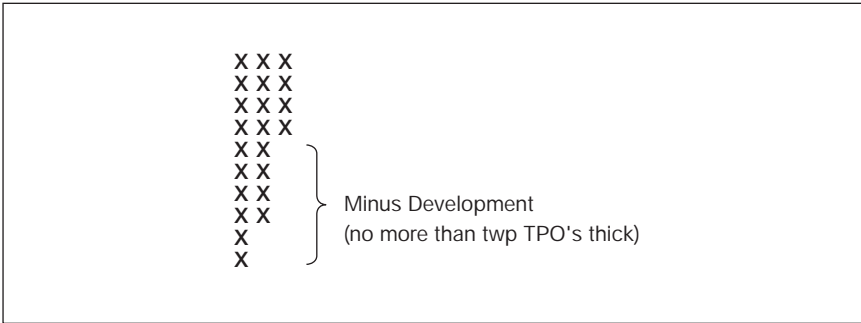 X X X
X X X
X X X
X X X
X X
X X
X X
X X
X
X
Minus Development
(no more than twp TPO's thick)